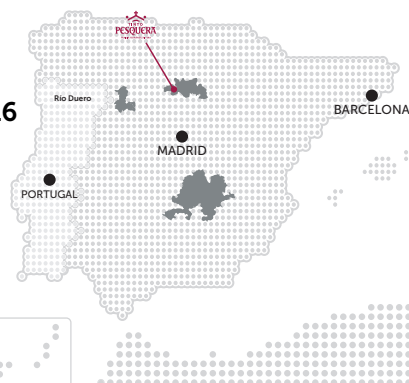 TINTO
PESQUERA
Río Duero
6
BARCELONA
MADRID
PORTUGAL